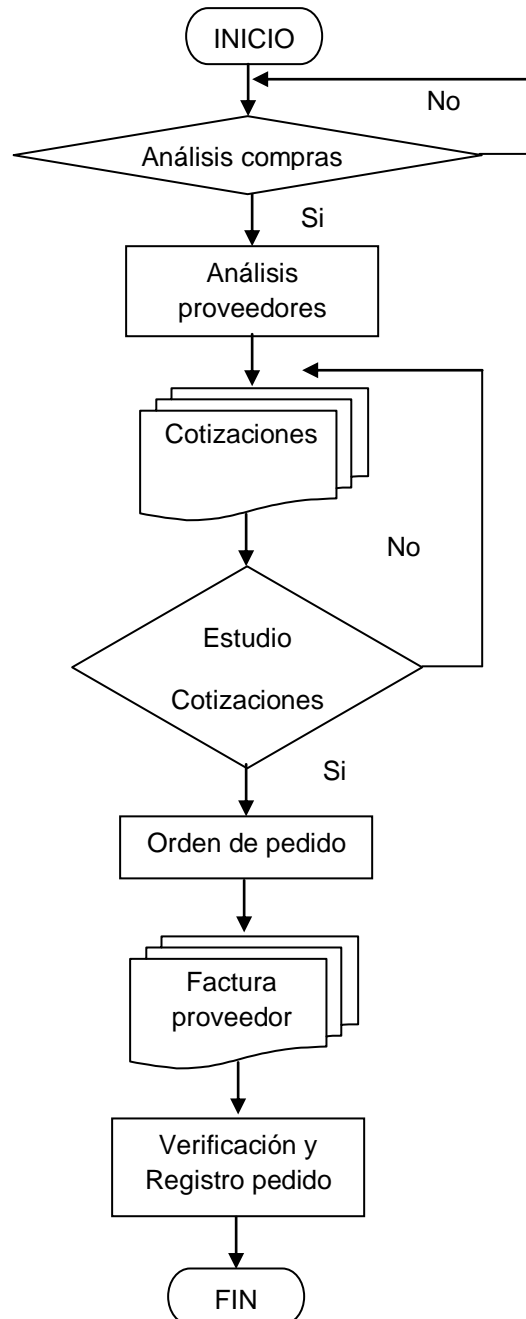 INICIO
No
Análisis compras
Si
Análisis
proveedores
Cotizaciones
No
Estudio
Cotizaciones
Si
Orden de pedido
Factura
proveedor
Verificación y
Registro pedido
FIN